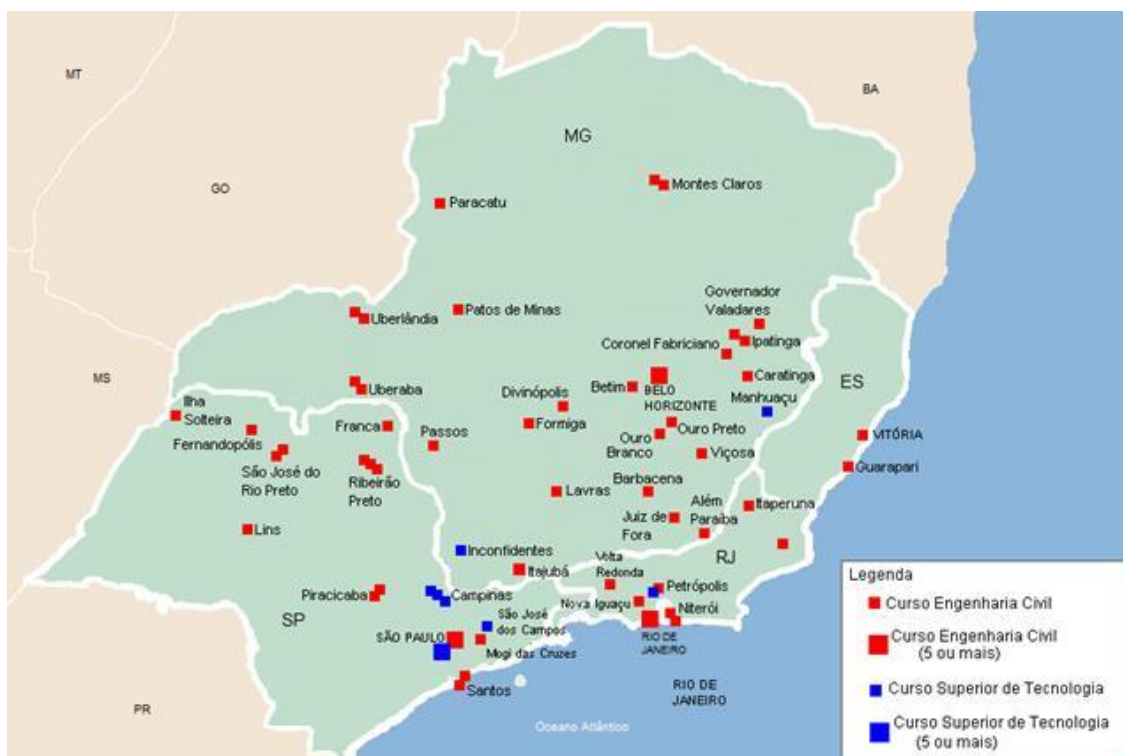 MT
BA
MG
GO
Montes Claros
Paracatu
Governador
Valadares
Uberlândia
Patos de Minas
Coronel Fabriciano
Ipatinga
MS
ES
Uberaba
Divinópolis
Betim
BELO
HORIZONTE
Caratinga
Manhuaçu
Ilha
Solteira
Fernandopólis
Franca
Passos
Formiga
Ouro Preto
Ouro
Branco
Viçosa
VITÓRIA
Guarapari
São José do
Rio Preto
Ribeirão
Preto
Lavras
Barbacena
Além
Paraíba
Itaperuna
Lins
Juiz de
Fora
Inconfidentes
Itajubá
Volta
Redonda
RJ
Petrópolis
Piracicaba
Campinas
Nova Iguaçu
Niterói
SP
São José
dos Campos
SÃO PAULO
Mogi das Cruzes
RIO DE
JANEIRO
Santos
RIO DE
JANEIRO
PR
Oceano Atlântico
Legenda
Curso Engenharia Civil
Curso Engenharia Civil
(5 ou mais)
Curso Superior de Tecnologia
Curso Superior de Tecnologia
(5 ou mais)